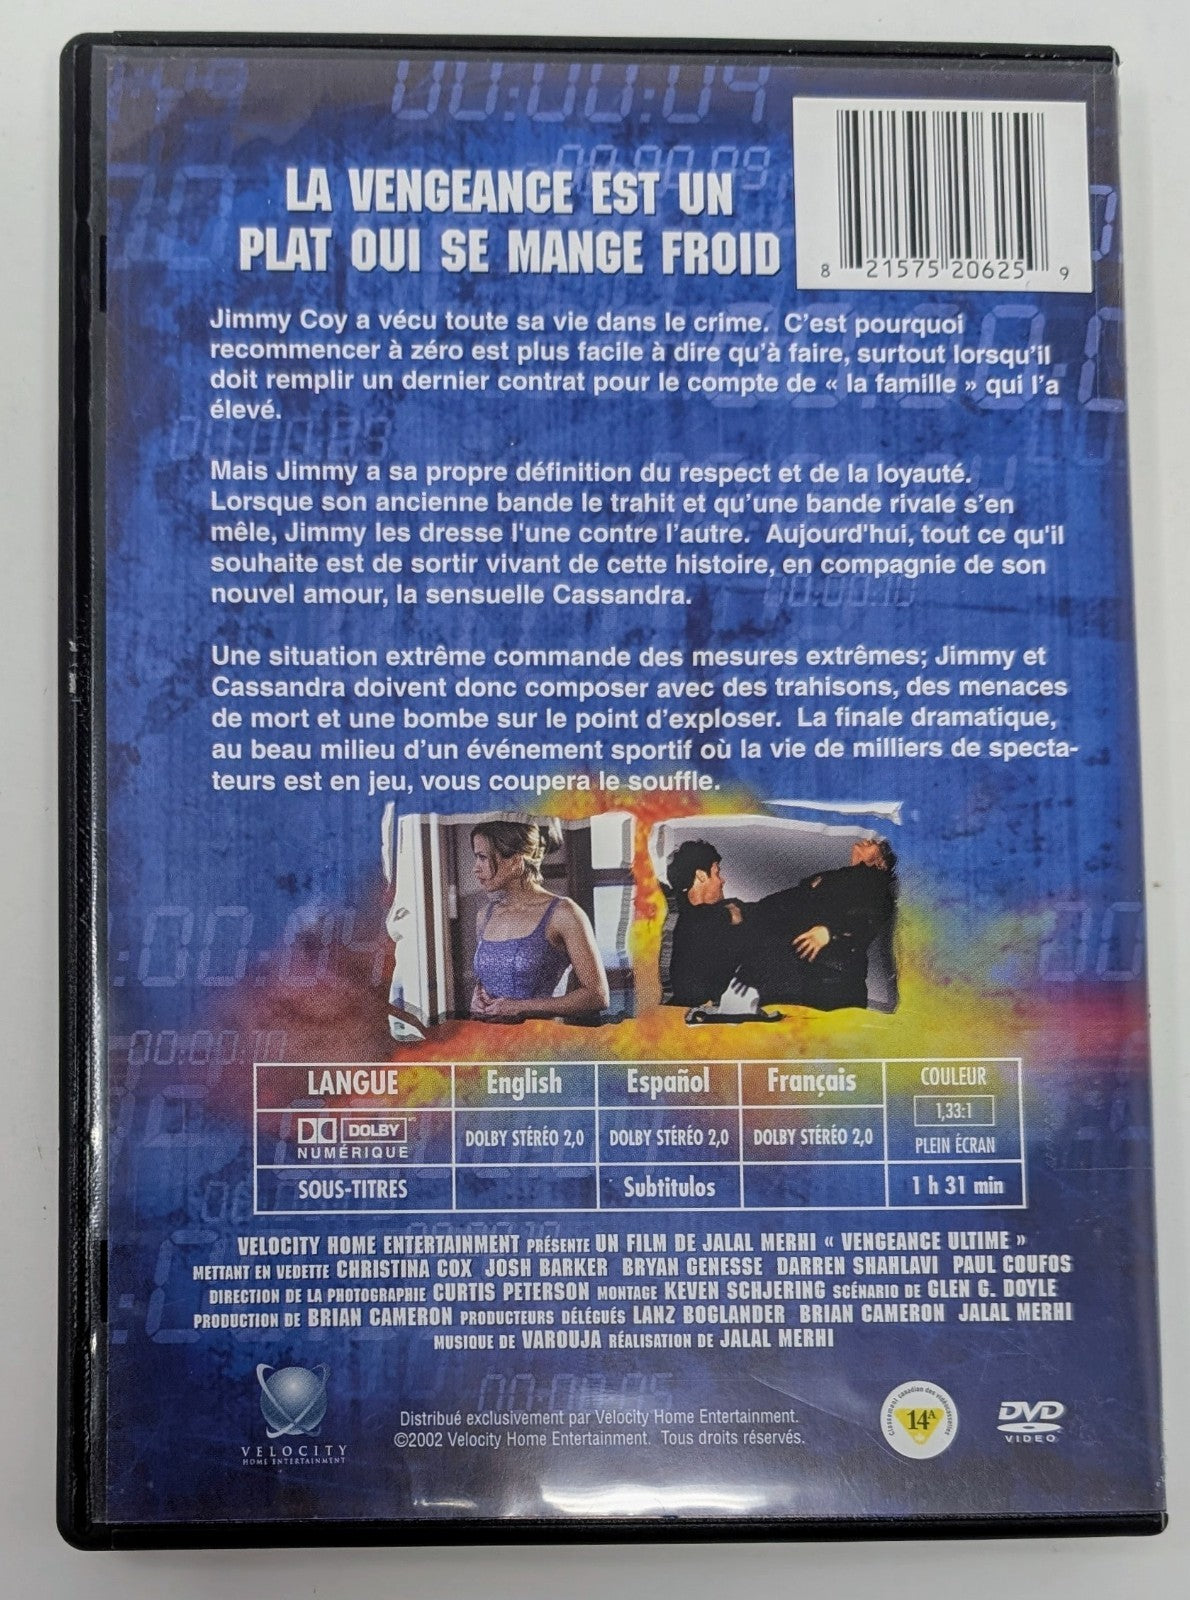 00:00:04
00:00:09
LA VENGEANCE EST UN
PLAT QUI SE MANGE FROID
8 21575 20625 9
Jimmy Coy a vécu toute sa vie dans le crime. C'est pourquoi
recommencer à zéro est plus facile à dire qu'à faire, surtout lorsqu'il
doit remplir un dernier contrat pour le compte de « la famille » qui l'a
élevé.
Mais Jimmy a sa propre définition du respect et de la loyauté.
Lorsque son ancienne bande le trahit et qu'une bande rivale s'en
mêle, Jimmy les dresse l'une contre l'autre. Aujourd'hui, tout ce qu'il
souhaite est de sortir vivant de cette histoire, en compagnie de son
nouvel amour, la sensuelle Cassandra.
00:00:10
Une situation extrême commande des mesures extrêmes; Jimmy et
Cassandra doivent donc composer avec des trahisons, des menaces
de mort et une bombe sur le point d'exploser. La finale dramatique,
au beau milieu d'un événement sportif où la vie de milliers de specta-
teurs est en jeu, vous coupera le souffle.
LANGUE English Español Français COULEUR
1,33:1
DOLBY NUMÉRIQUE DOLBY STÉRÉO 2,0 DOLBY STÉRÉO 2,0 DOLBY STÉRÉO 2,0 PLEIN ÉCRAN
SOUS-TITRES Subtitulos 1 h 31 min
VELOCITY HOME ENTERTAINMENT PRÉSENTE UN FILM DE JALAL MERHI « VENGEANCE ULTIME »
METTANT EN VEDETTE CHRISTINA COX JOSH BARKER BRYAN GENESSE DARREN SHAHLAVI PAUL COUFOS
DIRECTION DE LA PHOTOGRAPHIE CURTIS PETERSON MONTAGE KEVEN SCHJERING SCÉNARIO DE GLEN G. DOYLE
PRODUCTION DE BRIAN CAMERON PRODUCTEURS DÉLÉGUÉS LANZ BOGLANDER BRIAN CAMERON JALAL MERHI
MUSIQUE DE VAROUJA RÉALISATION DE JALAL MERHI
VELOCITY
HOME ENTERTAINMENT
Distribué exclusivement par Velocity Home Entertainment.
©2002 Velocity Home Entertainment. Tous droits réservés.
Classement canadien des vidéocassettes
14A
DVD
VIDEO